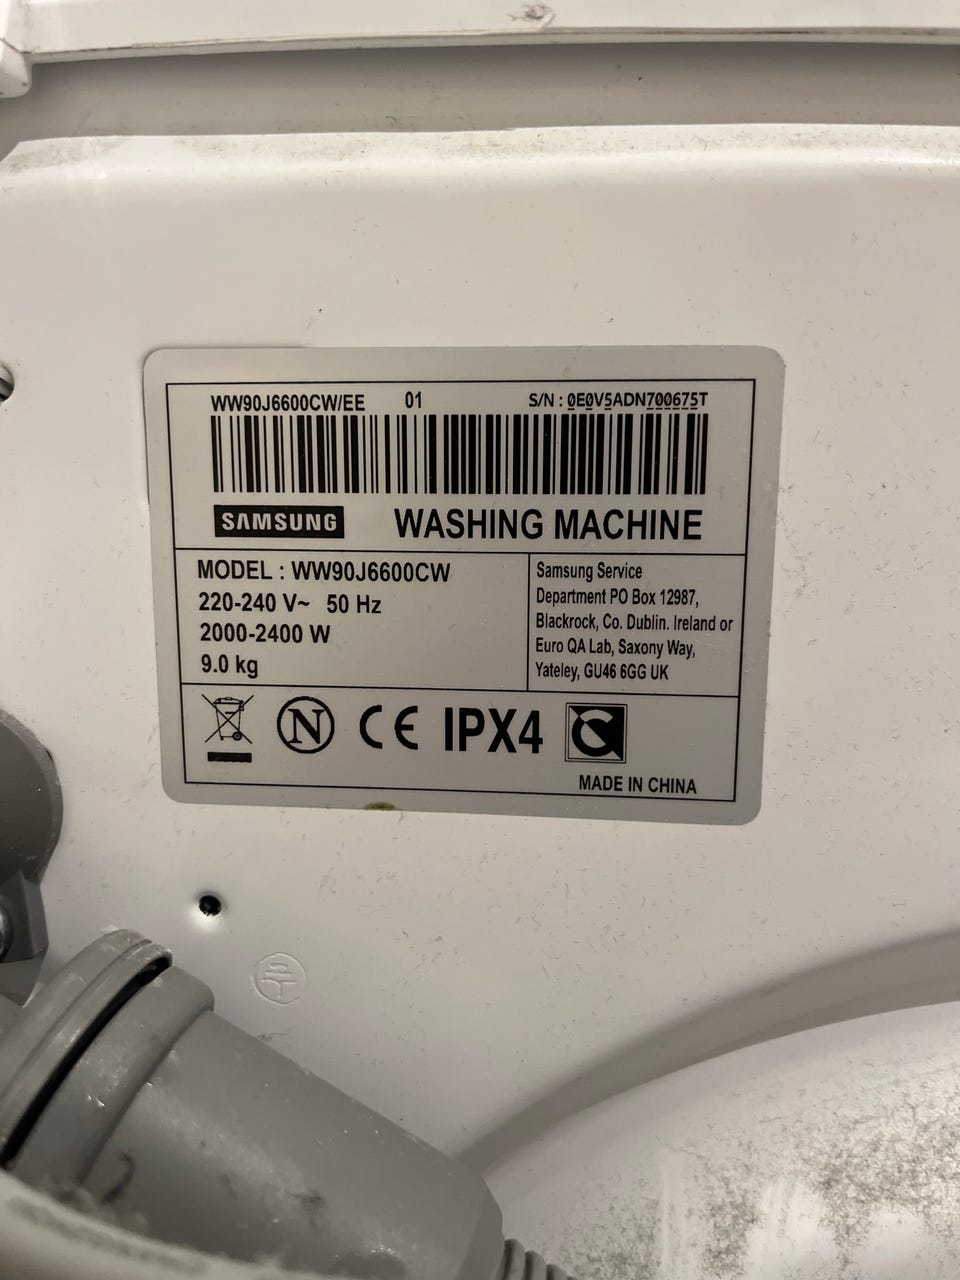 WW90J6600CW/EE 01 S/N : 0E0V5ADN700675T
SAMSUNG WASHING MACHINE
MODEL : WW90J6600CW
220-240 V~ 50 Hz
2000-2400 W
9.0 kg
Samsung Service
Department PO Box 12987,
Blackrock, Co. Dublin. Ireland or
Euro QA Lab, Saxony Way,
Yateley, GU46 6GG UK
N CE IPX4
MADE IN CHINA